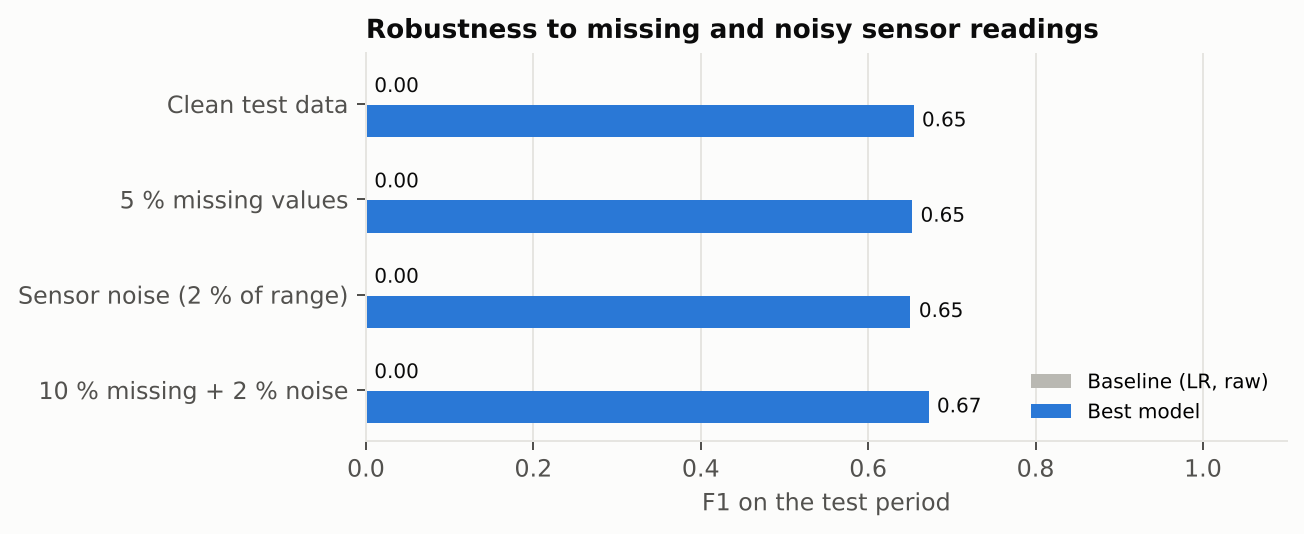 Robustness to missing and noisy sensor readings
0.00
Clean test data
0.65
0.00
5 % missing values
0.65
0.00
Sensor noise (2 % of range)
0.65
0.00
10 % missing + 2 % noise
0.67
Baseline (LR, raw)
Best model
0.0 0.2 0.4 0.6 0.8 1.0
F1 on the test period